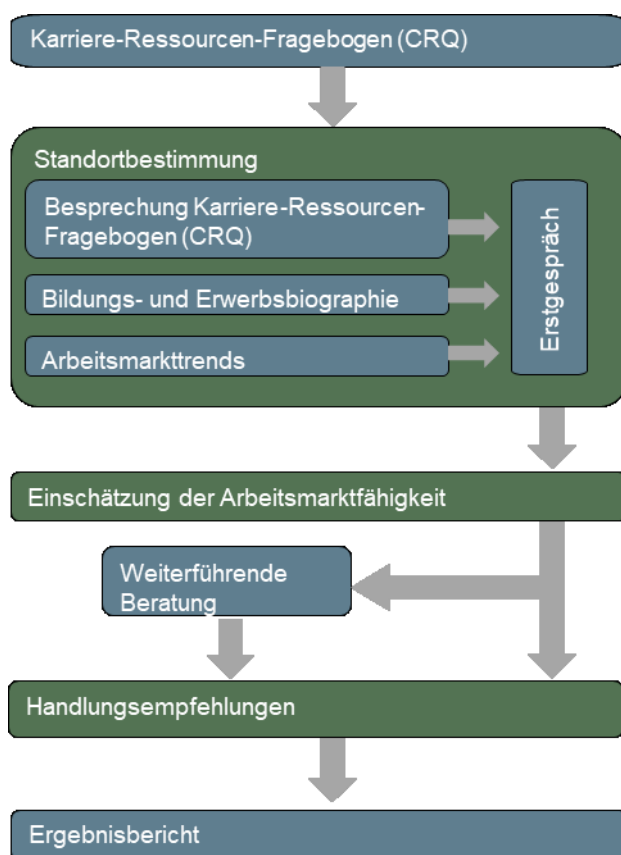 Karriere-Ressourcen-Fragebogen (CRQ)
Standortbestimmung
Besprechung Karriere-Ressourcen-
Fragebogen (CRQ)
Bildungs- und Erwerbsbiographie
Arbeitsmarkttrends
Erstgespräch
Einschätzung der Arbeitsmarktfähigkeit
Weiterführende
Beratung
Handlungsempfehlungen
Ergebnisbericht